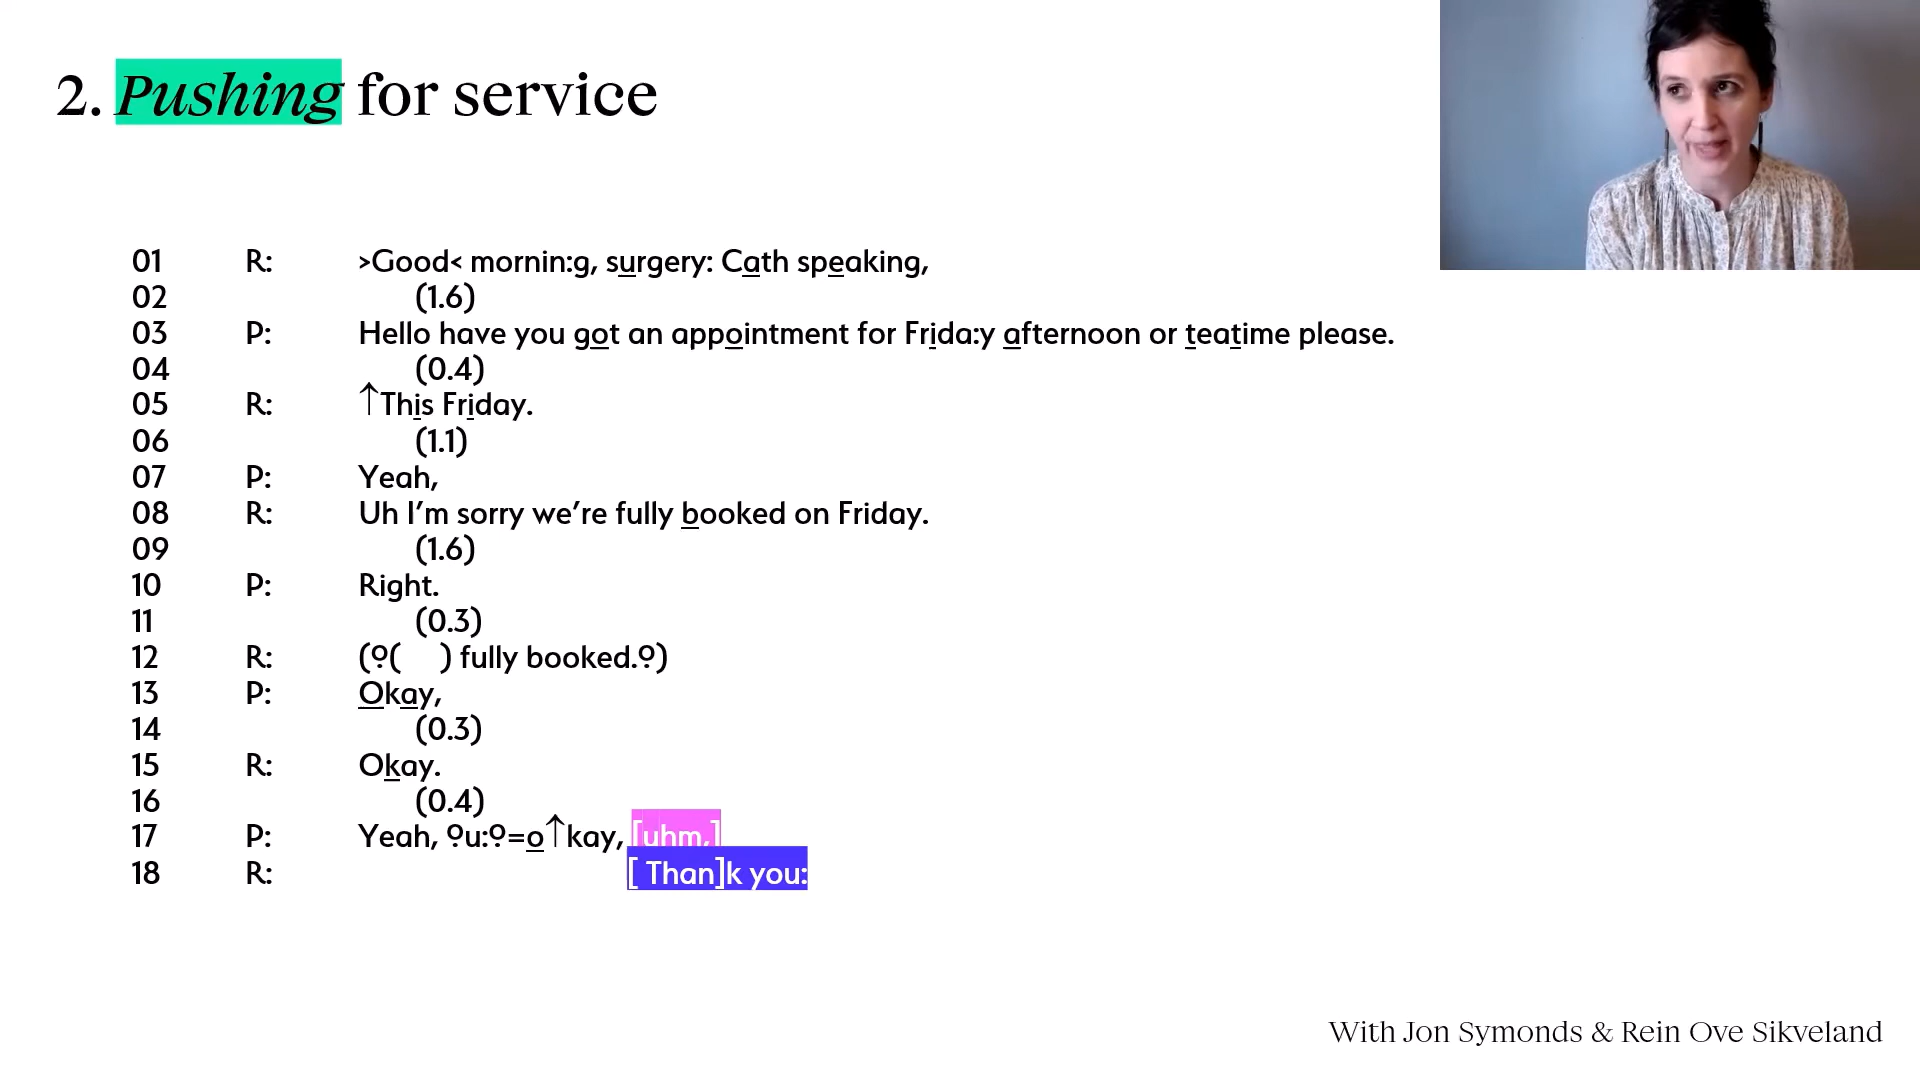 2. Pushing for service
01 R: >Good< mornin:g, surgery: Cath speaking,
02 (1.6)
03 P: Hello have you got an appointment for Frida:y afternoon or teatime please.
04 (0.4)
05 R: ↑This Friday.
06 (1.1)
07 P: Yeah,
08 R: Uh I’m sorry we’re fully booked on Friday.
09 (1.6)
10 P: Right.
11 (0.3)
12 R: (°( ) fully booked.°)
13 P: Okay,
14 (0.3)
15 R: Okay.
16 (0.4)
17 P: Yeah, °u:°=o↑kay, [uhm,]
18 R: [ Than]k you:
With Jon Symonds & Rein Ove Sikveland